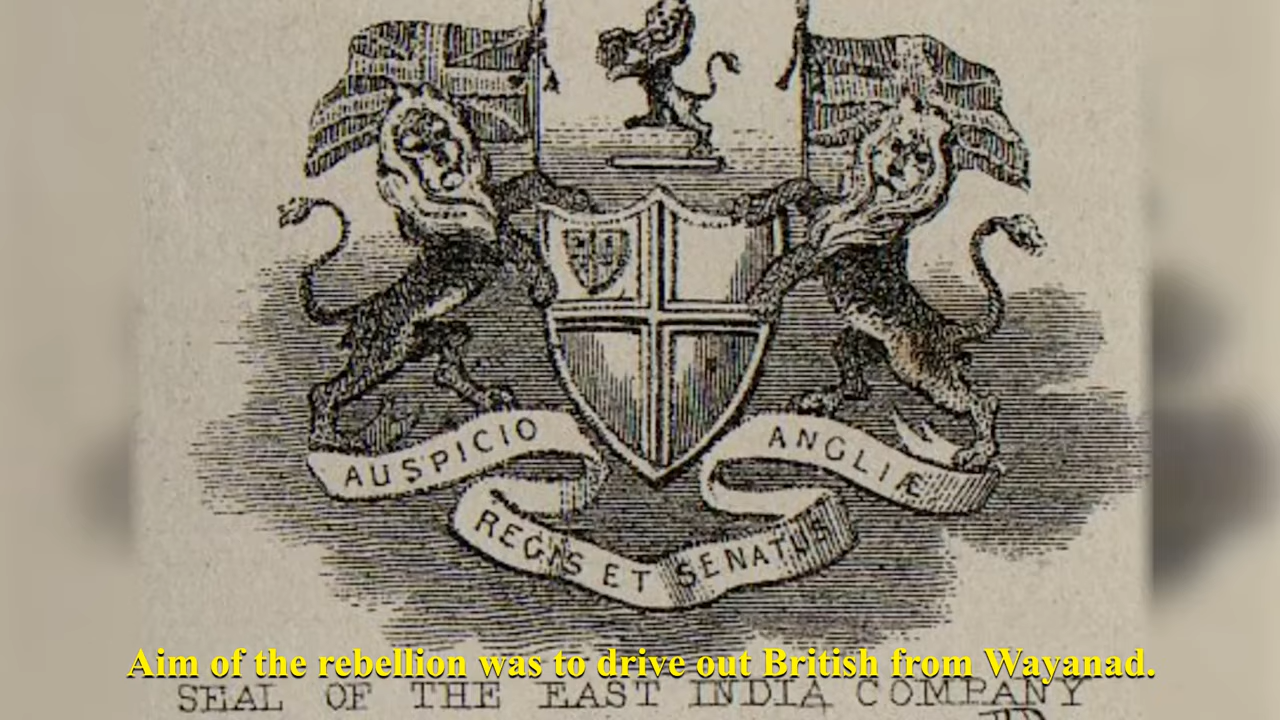 AUSPICIO
REGIS ET SENATUS
ANGLIÆ
Aim of the rebellion was to drive out British from Wayanad.
SEAL OF THE EAST INDIA COMPANY